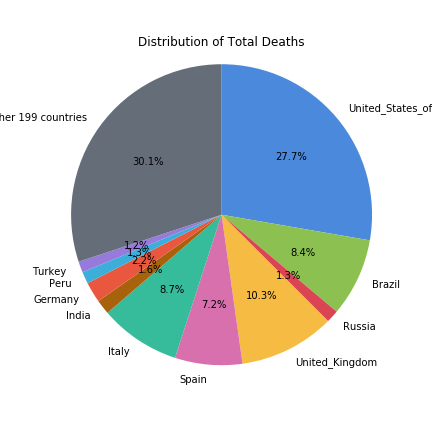 Distribution of Total Deaths
her 199 countries
United_States_of
30.1%
27.7%
8.4%
1.2%
1.3%
2.2%
1.6%
1.3%
Turkey
Peru
Germany
India
8.7%
7.2%
10.3%
Brazil
Russia
Italy
Spain
United_Kingdom